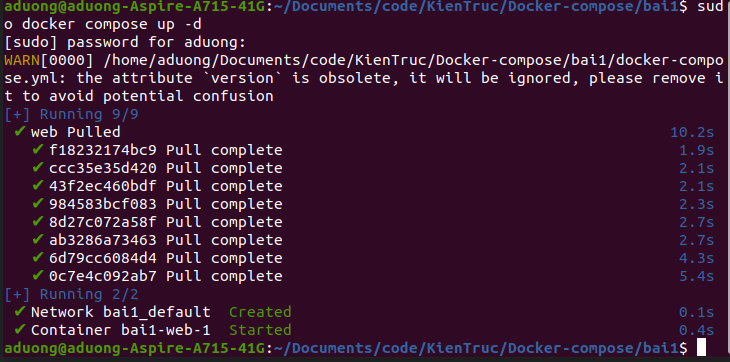 aduong@aduong-Aspire-A715-41G:~/Documents/code/KienTruc/Docker-compose/bai1$ sud
o docker compose up -d
[sudo] password for aduong:
WARN[0000] /home/aduong/Documents/code/KienTruc/Docker-compose/bai1/docker-compo
se.yml: the attribute `version` is obsolete, it will be ignored, please remove i
t to avoid potential confusion
[+] Running 9/9
✔ web Pulled 10.2s
✔ f18232174bc9 Pull complete 1.9s
✔ ccc35e35d420 Pull complete 2.1s
✔ 43f2ec460bdf Pull complete 2.1s
✔ 984583bcf083 Pull complete 2.3s
✔ 8d27c072a58f Pull complete 2.7s
✔ ab3286a73463 Pull complete 2.7s
✔ 6d79cc6084d4 Pull complete 4.3s
✔ 0c7e4c092ab7 Pull complete 5.4s
[+] Running 2/2
✔ Network bai1_default Created 0.1s
✔ Container bai1-web-1 Started 0.4s
aduong@aduong-Aspire-A715-41G:~/Documents/code/KienTruc/Docker-compose/bai1$